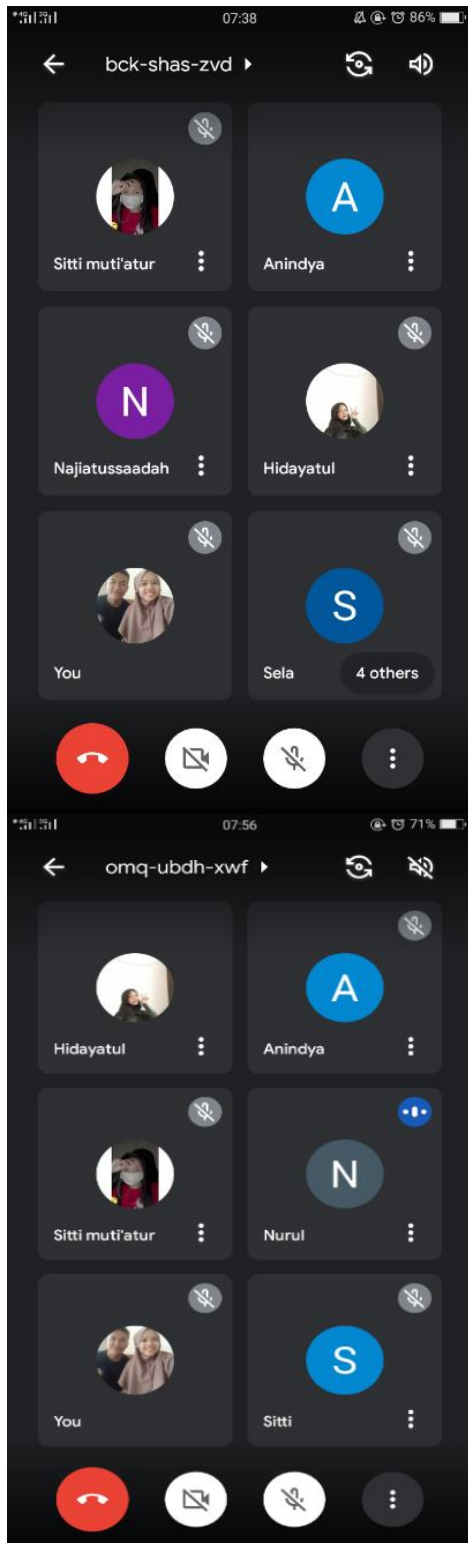 07:38
86%
bck-shas-zvd
Sitti muti'atur
A
Anindya
N
Najiatussaadah
Hidayatul
You
S
Sela
4 others
07:56
71%
omq-ubdh-xwf
Hidayatul
A
Anindya
Sitti muti'atur
N
Nurul
You
S
Sitti